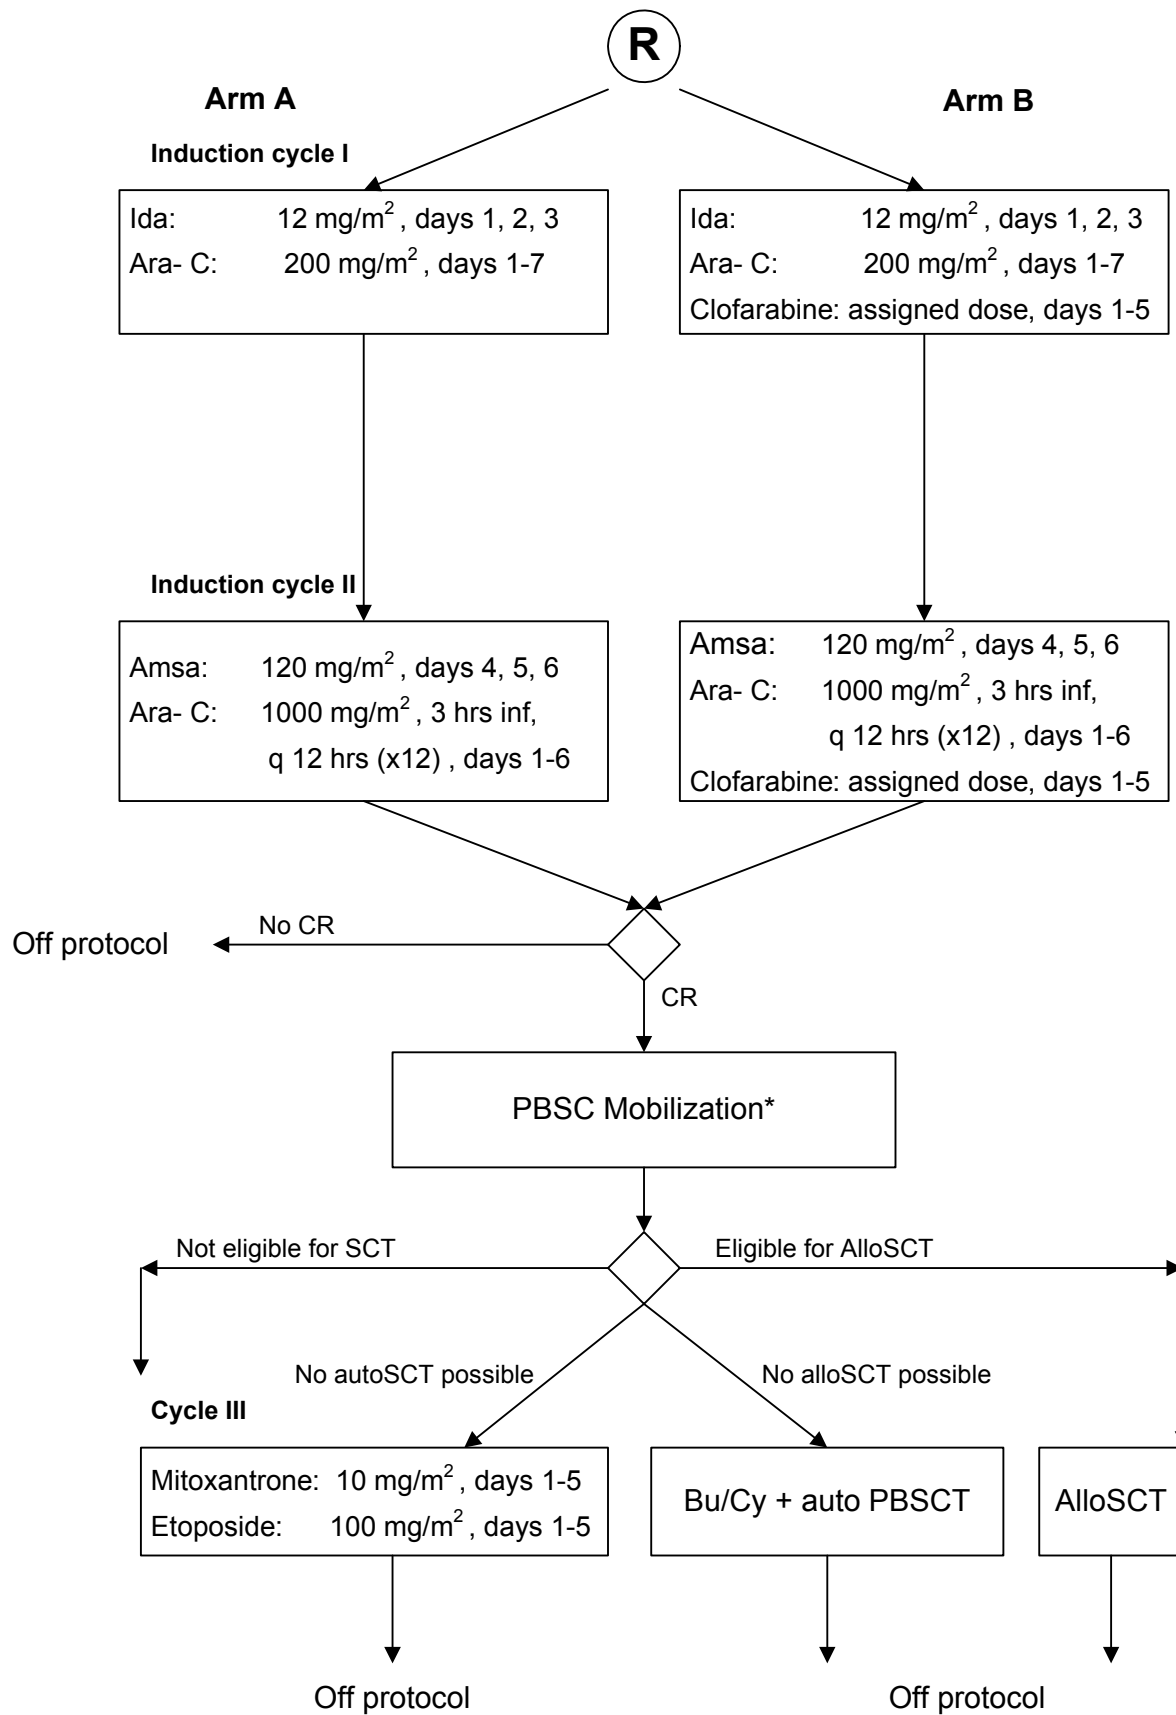 R
Arm A
Arm B
Induction cycle I
Ida: 12 mg/m², days 1, 2, 3
Ara- C: 200 mg/m², days 1-7
Ida: 12 mg/m², days 1, 2, 3
Ara- C: 200 mg/m², days 1-7
Clofarabine: assigned dose, days 1-5
Induction cycle II
Amsa: 120 mg/m², days 4, 5, 6
Ara- C: 1000 mg/m², 3 hrs inf,
q 12 hrs (x12) , days 1-6
Amsa: 120 mg/m², days 4, 5, 6
Ara- C: 1000 mg/m², 3 hrs inf,
q 12 hrs (x12) , days 1-6
Clofarabine: assigned dose, days 1-5
No CR
Off protocol
CR
PBSC Mobilization*
Not eligible for SCT
Eligible for AlloSCT
No autoSCT possible
No alloSCT possible
Cycle III
Mitoxantrone: 10 mg/m², days 1-5
Etoposide: 100 mg/m², days 1-5
Bu/Cy + auto PBSCT
AlloSCT
Off protocol
Off protocol